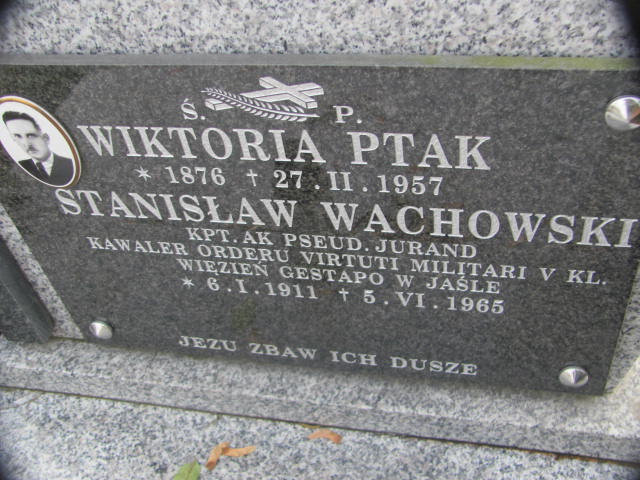 Ś. P.
WIKTORIA PTAK
* 1876 † 27.II.1957
STANISŁAW WACHOWSKI
KPT. AK PSEUD. JURAND
KAWALER ORDERU VIRTUTI MILITARI V KL.
WIĘZIEŃ GESTAPO W JAŚLE
* 6.I.1911 † 5.VI.1965
JEZU ZBAW ICH DUSZE